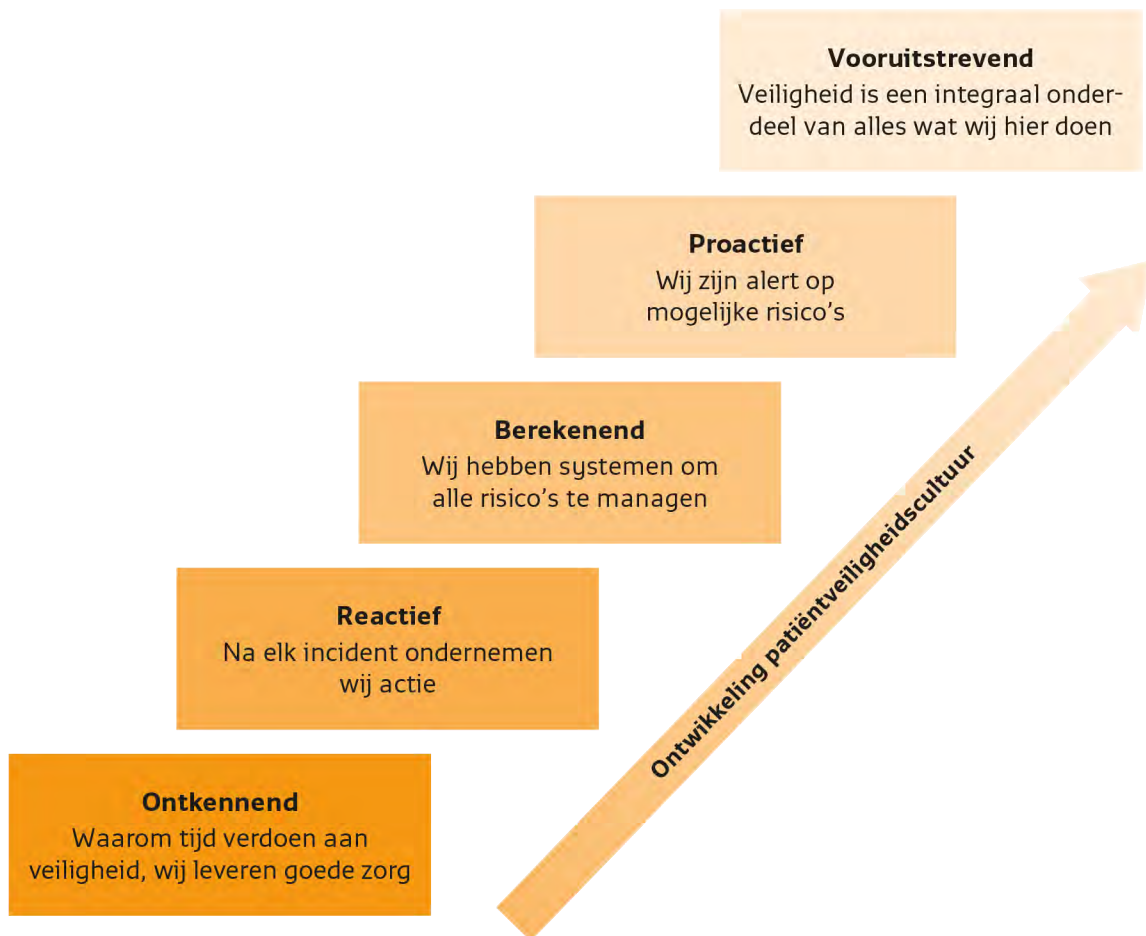 Vooruitstrevend
Veiligheid is een integraal onder-
deel van alles wat wij hier doen
Proactief
Wij zijn alert op
mogelijke risico's
Berekenend
Wij hebben systemen om
alle risico's te managen
Reactief
Na elk incident ondernemen
wij actie
Ontkennend
Waarom tijd verdoen aan
veiligheid, wij leveren goede zorg
Ontwikkeling patiëntveiligheidscultuur